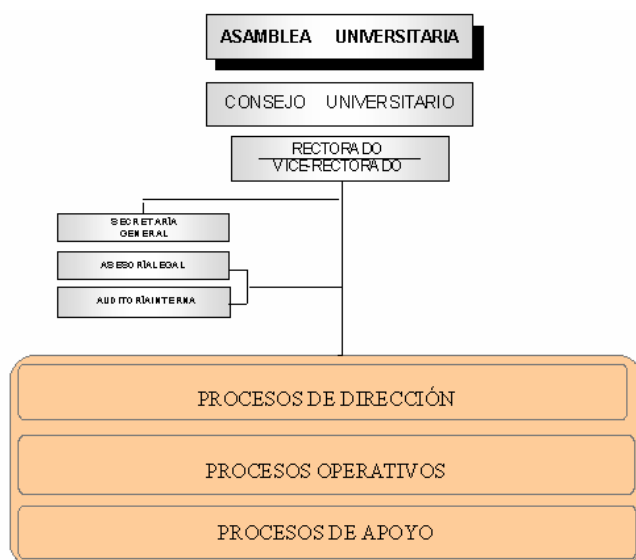 ASAMBLEA UNIVERSITARIA
CONSEJO UNIVERSITARIO
RECTORADO
VICE-RECTORADO
SECRETARÍA
GENERAL
ASESORÍA LEGAL
AUDITORÍA INTERNA
PROCESOS DE DIRECCIÓN
PROCESOS OPERATIVOS
PROCESOS DE APOYO